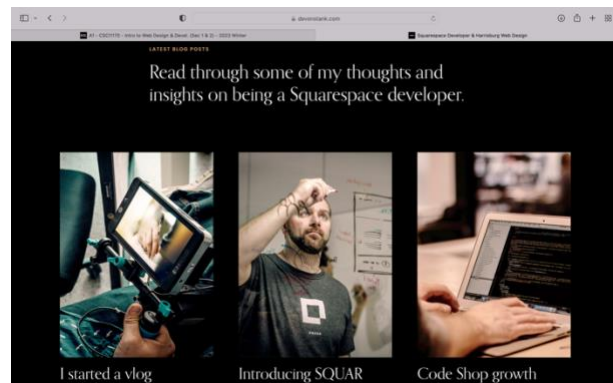 devonstank.com
A1 - CSCI1170 - Intro to Web Design & Devel. (Sec 1 & 2) - 2023 Winter
Squarespace Developer & Harrisburg Web Design
LATEST BLOG POSTS
Read through some of my thoughts and
insights on being a Squarespace developer.
I started a vlog
Introducing SQUAR
Code Shop growth